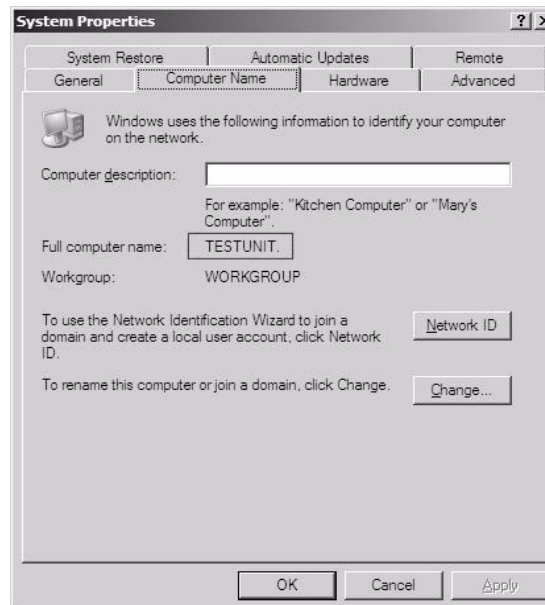 System Properties
? X
System Restore Automatic Updates Remote
General Computer Name Hardware Advanced
Windows uses the following information to identify your computer
on the network.
Computer description:
For example: "Kitchen Computer" or "Mary's
Computer".
Full computer name: TESTUNIT.
Workgroup: WORKGROUP
To use the Network Identification Wizard to join a
domain and create a local user account, click Network
ID.
Network ID
To rename this computer or join a domain, click Change.
Change...
OK Cancel Apply